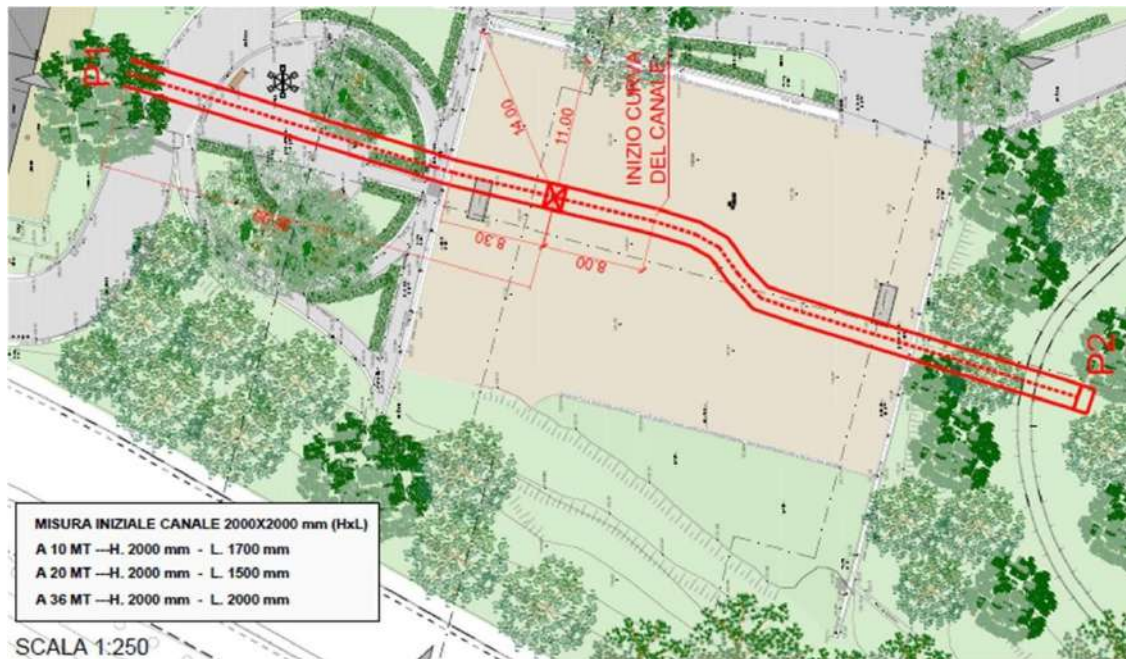 P1
14.00
11.00
INIZIO CURVA
DEL CANALE
8.30
8.00
P2
MISURA INIZIALE CANALE 2000X2000 mm (HxL)
A 10 MT ---H. 2000 mm - L. 1700 mm
A 20 MT ---H. 2000 mm - L. 1500 mm
A 36 MT ---H. 2000 mm - L. 2000 mm
SCALA 1:250